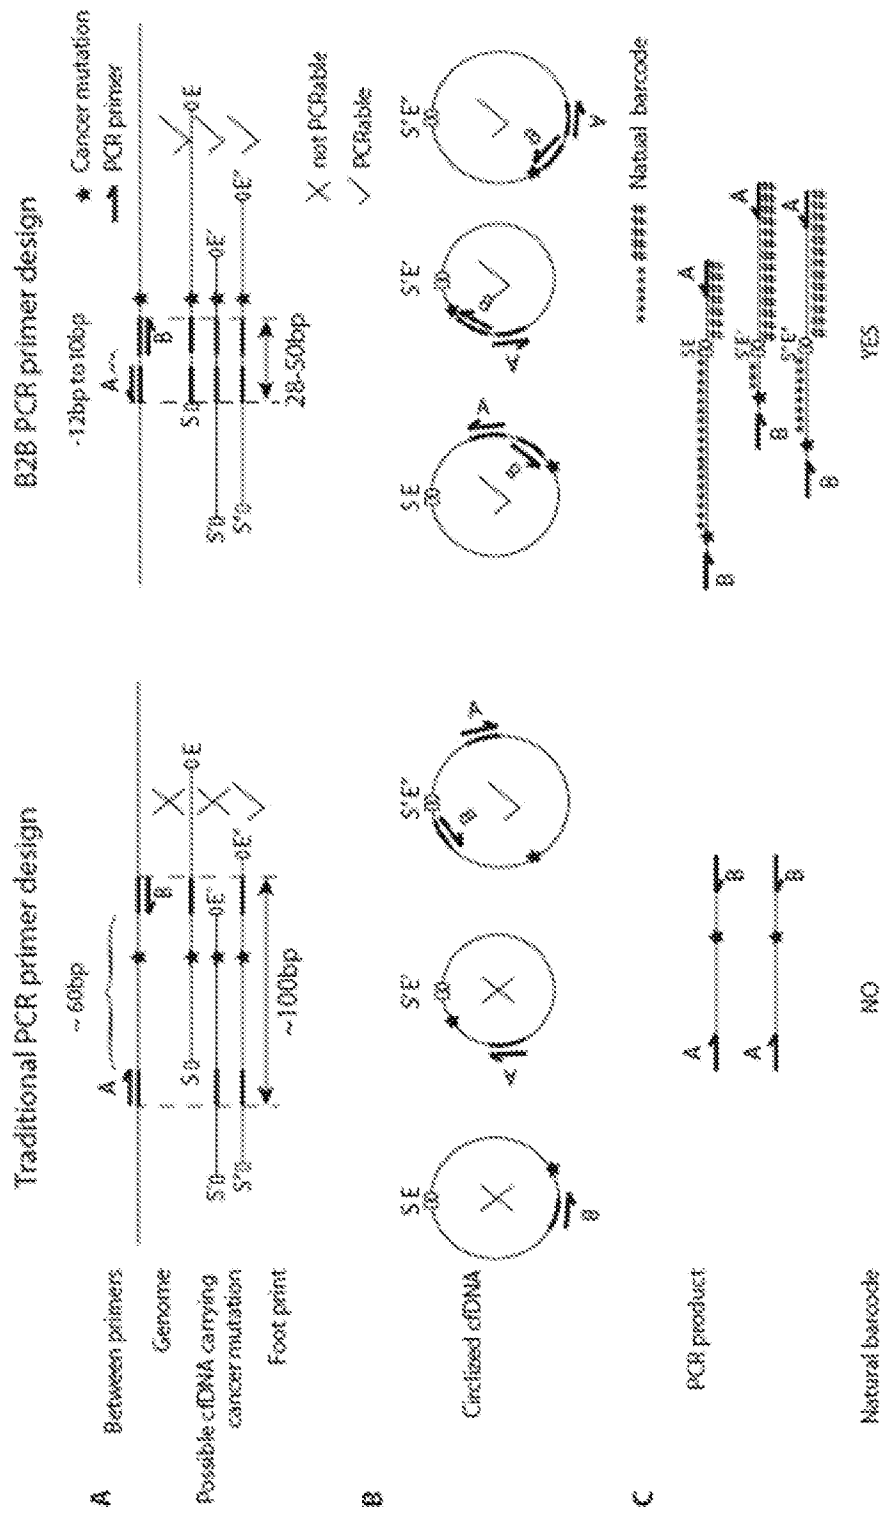 Traditional PCR primer design
B2B PCR primer design
A
Between primers
~ 60bp
-12bp to 10bp
Cancer mutation
PCR primer
Genome
A
B
A
B
Possible cfDNA carrying
cancer mutation
S
E
S'
E'
S''
E''
S
E
S'
E'
S''
E''
Foot print
~100bp
28-50bp
not PCRable
PCRable
B
Circlized cfDNA
S E
S'E'
S''E''
S E
S'E'
S''E''
B
A
B
A
B
A
B
A
B
A
C
****** ##### Natual barcode
PCR product
A
B
A
B
B
S E
A
B
S'E'
A
B
S''E''
A
Natural barcode
NO
YES